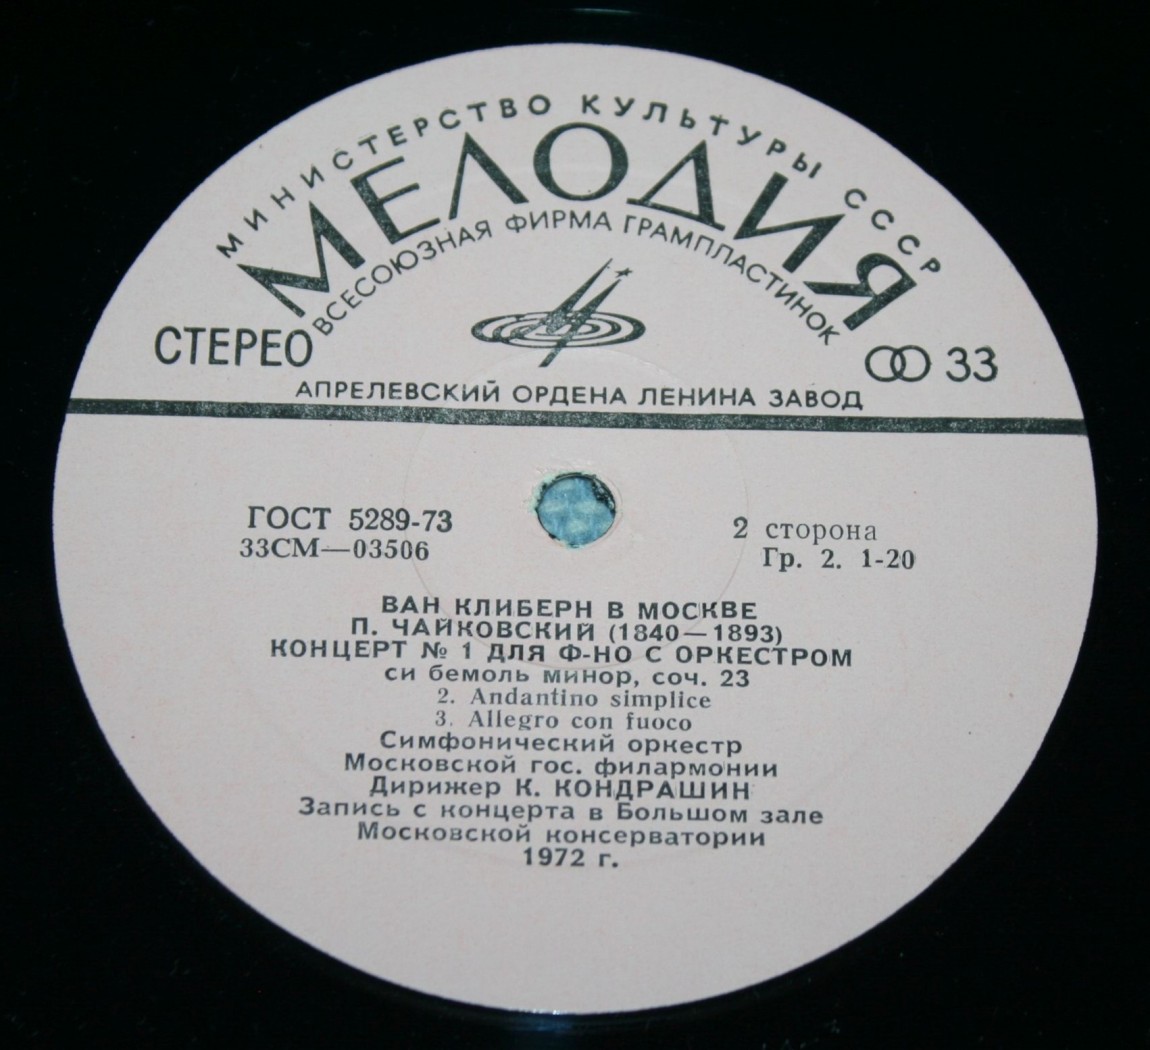 МИНИСТЕРСТВО КУЛЬТУРЫ СССР
МЕЛОДИЯ
ВСЕСОЮЗНАЯ ФИРМА ГРАМПЛАСТИНОК
СТЕРЕО
33
АПРЕЛЕВСКИЙ ОРДЕНА ЛЕНИНА ЗАВОД
ГОСТ 5289-73
33СМ—03506
2 сторона
Гр. 2. 1-20
ВАН КЛИБЕРН В МОСКВЕ
П. ЧАЙКОВСКИЙ (1840—1893)
КОНЦЕРТ № 1 ДЛЯ Ф-НО С ОРКЕСТРОМ
си бемоль минор, соч. 23
2. Andantino simplice
3. Allegro con fuoco
Симфонический оркестр
Московской гос. филармонии
Дирижер К. КОНДРАШИН
Запись с концерта в Большом зале
Московской консерватории
1972 г.